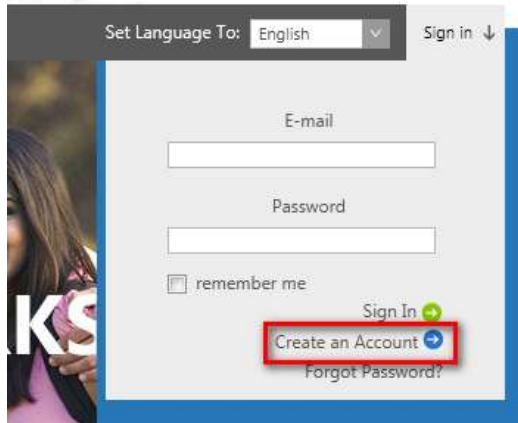 Set Language To: English Sign in ↓
E-mail
Password
remember me
Sign In
Create an Account
Forgot Password?